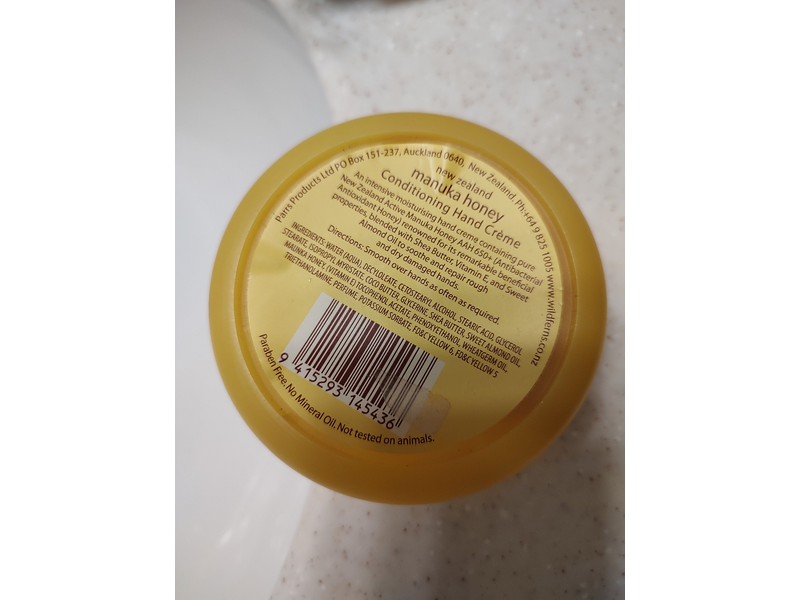 Parrs Products Ltd PO Box 151-237, Auckland 0640, New Zealand. Ph:+64 9 825 1005 www.wildferns.co.nz
new zealand
manuka honey
Conditioning Hand Crème
An intensive moisturising hand creme containing pure
New Zealand Active Manuka Honey AAH 650+ (Antibacterial
Antioxidant Honey) renowned for its remarkable beneficial
properties, blended with Shea Butter, Vitamin E and Sweet
Almond Oil to soothe and repair rough
and dry damaged hands.
Directions: Smooth over hands as often as required.
INGREDIENTS: WATER (AQUA), DECYLOLEATE, CETOSTEARYL ALCOHOL, STEARIC ACID, GLYCEROL
STEARATE, ISOPROPYL MYRISTATE, COCO BUTTER, GLYCERINE, SHEA BUTTER, SWEET ALMOND OIL,
MAUNKA HONEY, (VITAMIN E) TOCOPHENOL ACETATE, PHENOXYETHANOL, WHEATGERM OIL,
TRIETHANOLAMINE, PERFUME, POTASSIUM SORBATE, FD&C YELLOW 6, FD&C YELLOW 5
9 415293 145436
Paraben Free. No Mineral Oil. Not tested on animals.